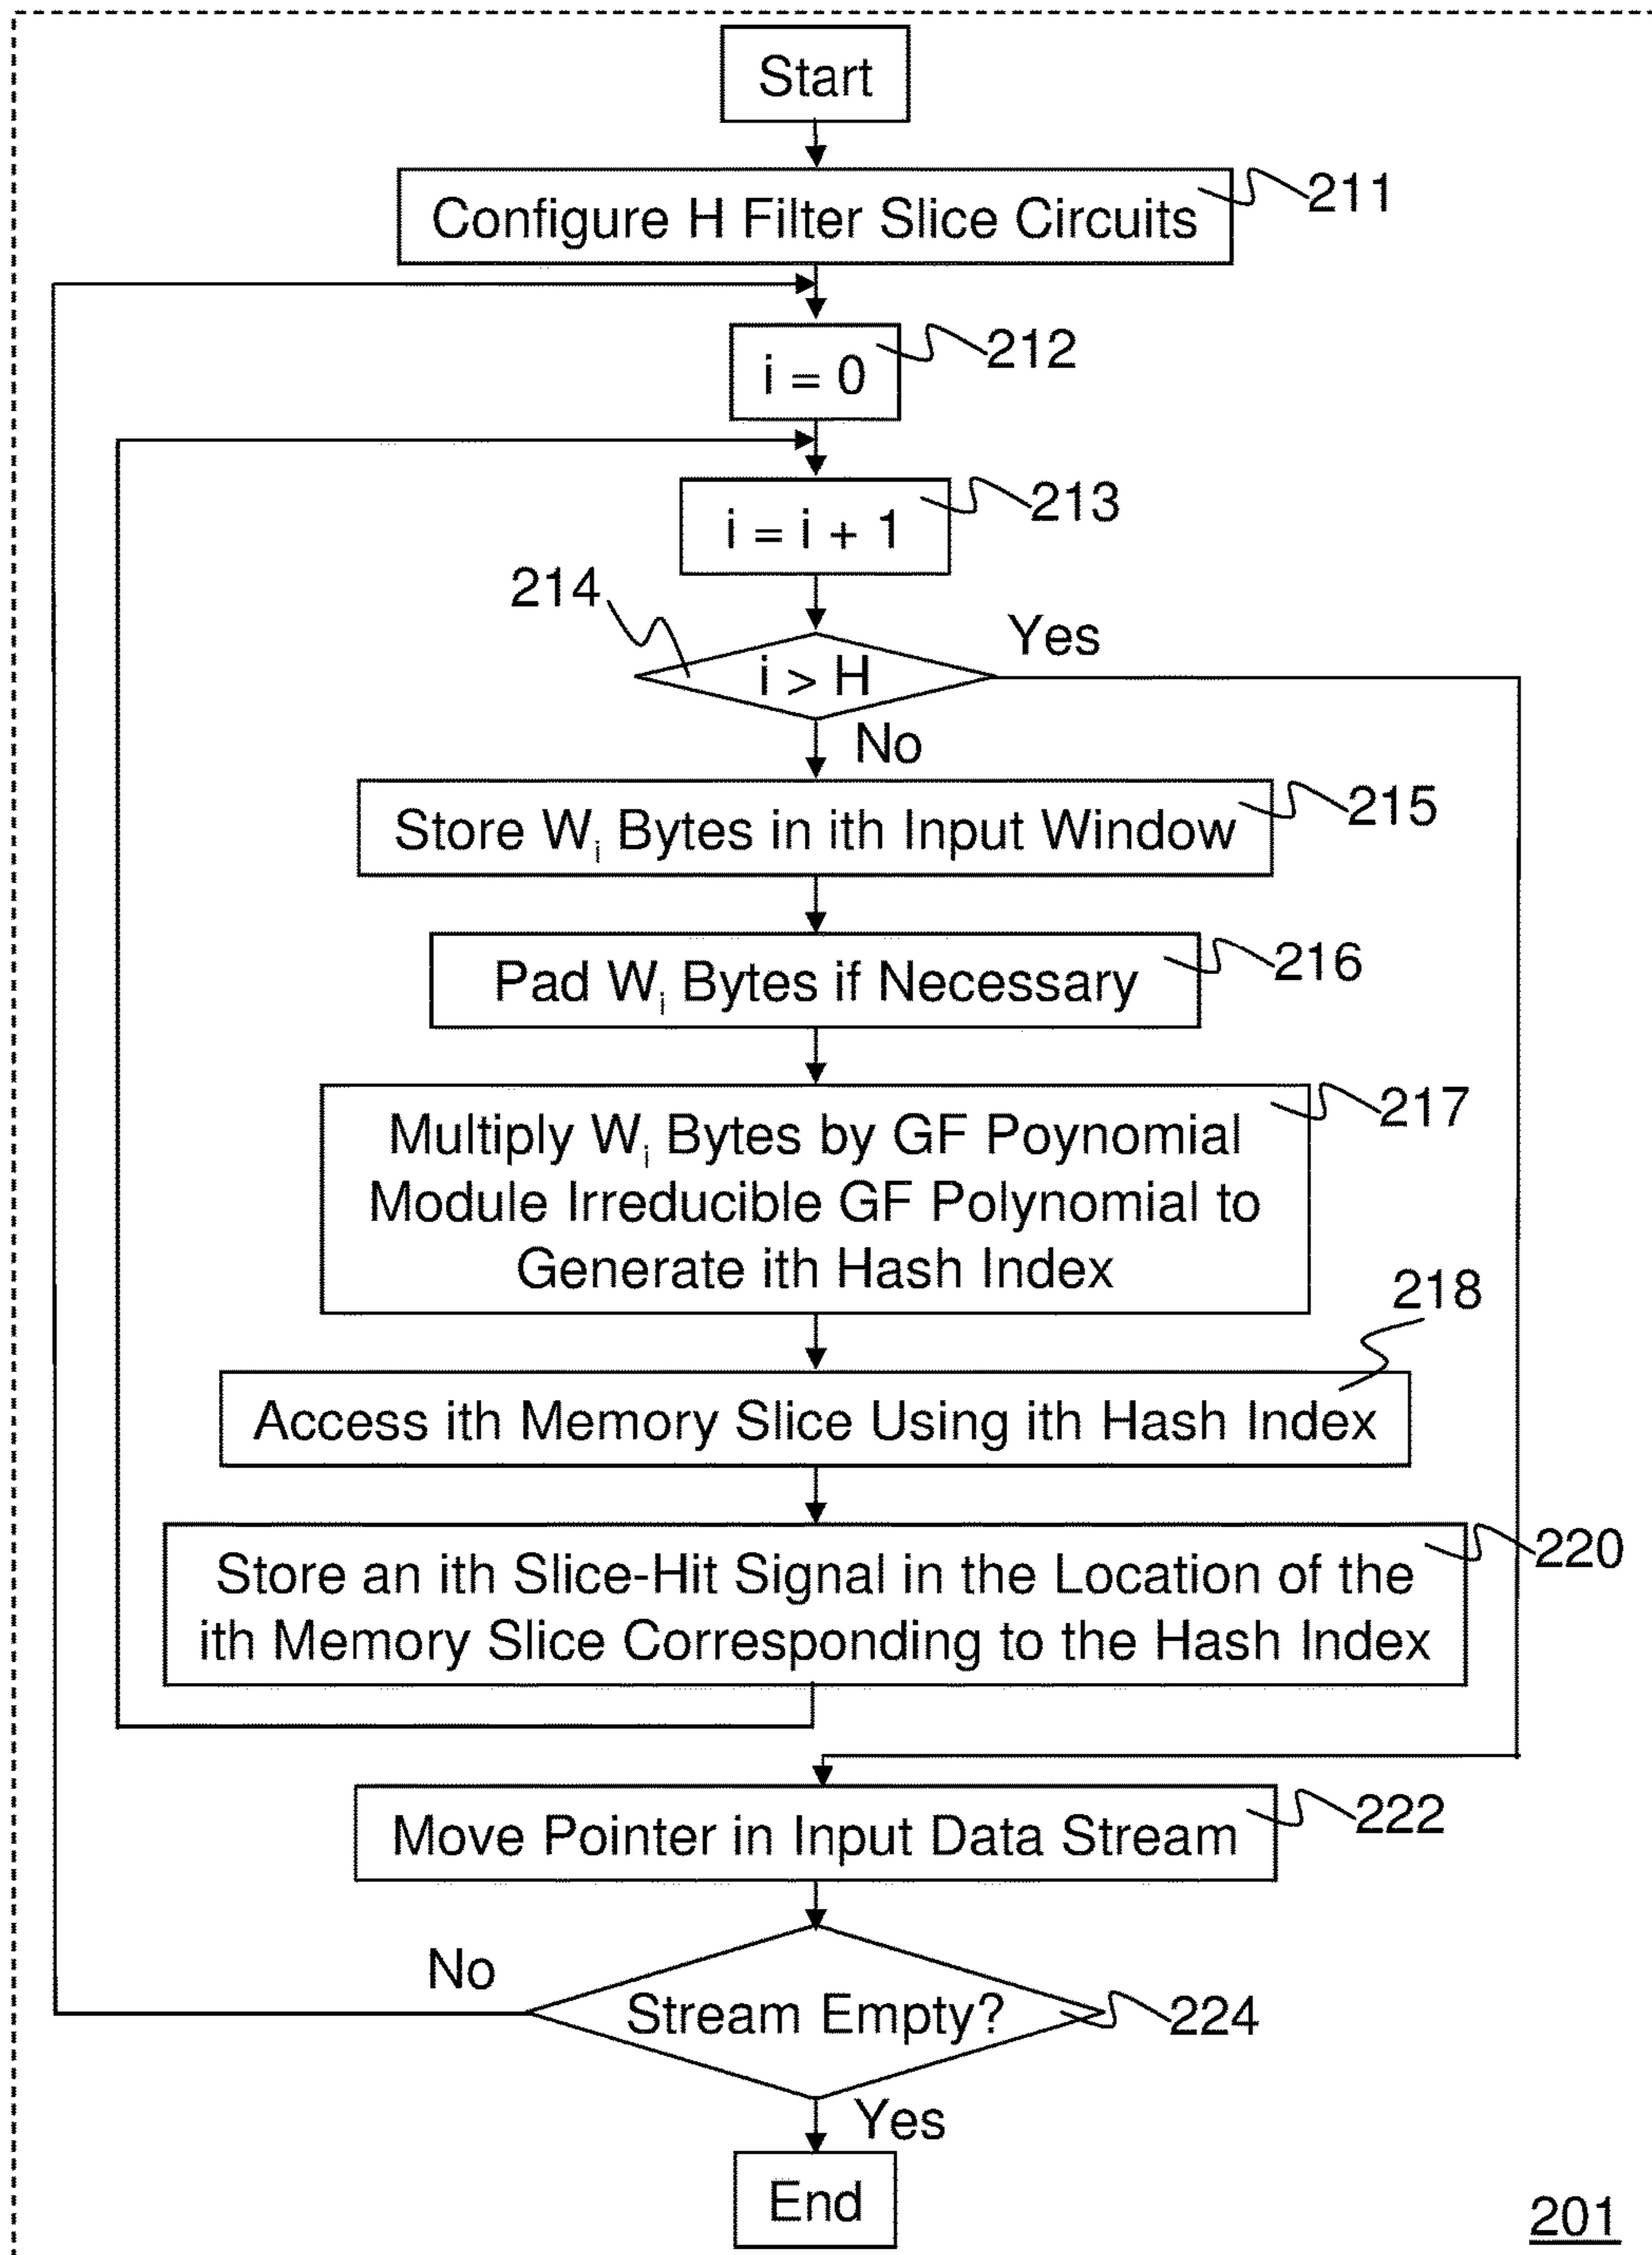 Start
Configure H Filter Slice Circuits
211
i = 0
212
i = i + 1
213
214
i > H
Yes
No
Store Wi Bytes in ith Input Window
215
Pad Wi Bytes if Necessary
216
Multiply Wi Bytes by GF Poynomial
Module Irreducible GF Polynomial to
Generate ith Hash Index
217
218
Access ith Memory Slice Using ith Hash Index
Store an ith Slice-Hit Signal in the Location of the
ith Memory Slice Corresponding to the Hash Index
220
Move Pointer in Input Data Stream
222
No
Stream Empty?
224
Yes
End
201